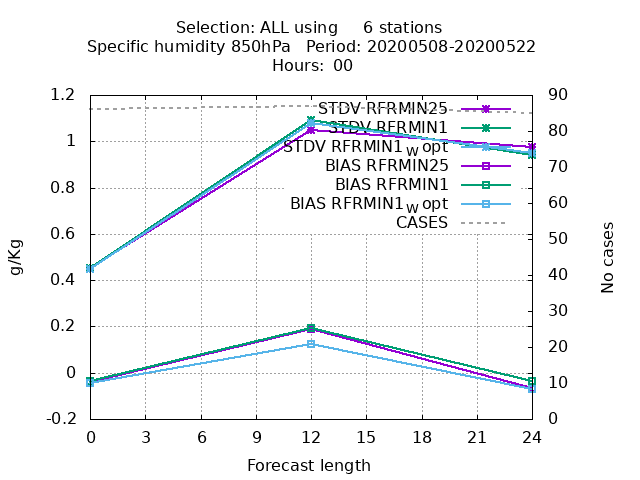 Selection: ALL using     6 stations
Specific humidity 850hPa   Period: 20200508-20200522
Hours:  00
1.2
1
0.8
0.6
0.4
0.2
0
-0.2
g/Kg
90
80
70
60
50
40
30
20
10
0
No cases
STDV RFRMIN25
STDV RFRMIN1
STDV RFRMIN1w opt
BIAS RFRMIN25
BIAS RFRMIN1
BIAS RFRMIN1w opt
CASES
0 3 6 9 12 15 18 21 24
Forecast length